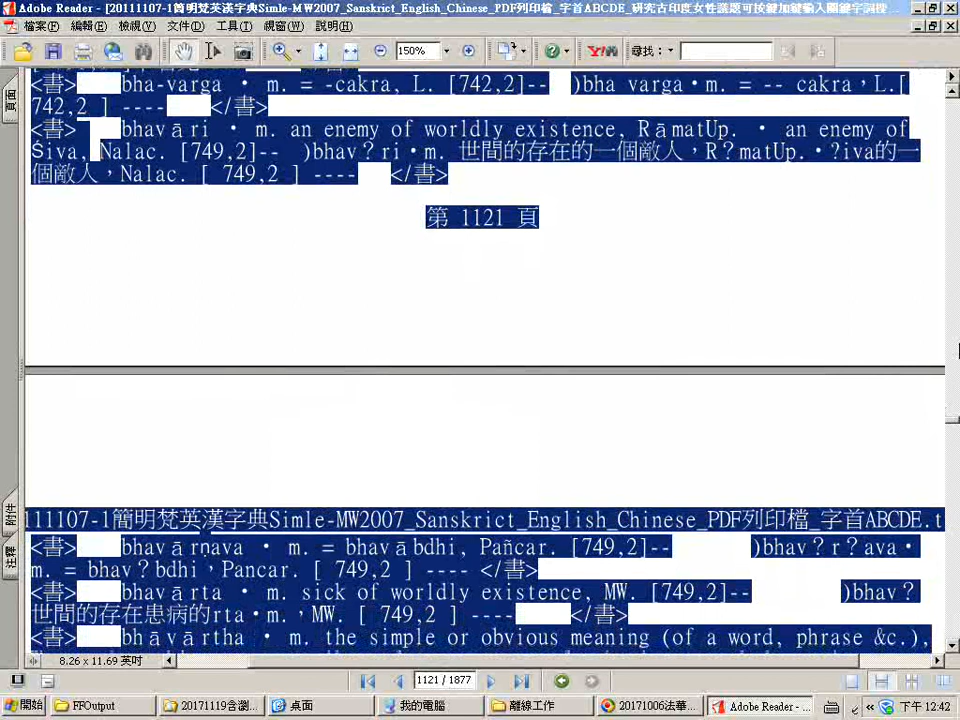 Adobe Reader - [20111107-1簡明梵英漢字典Simle-MW2007_Sanskrict_English_Chinese_PDF列印檔_字首ABCDE_研究古印度女性議題可按鍵加鍵輸入關鍵字詞搜
檔案(F) 編輯(E) 檢視(V) 文件(D) 工具(T) 視窗(W) 說明(H)
150% 尋找:
頁面
<書> bha-varga • m. = -cakra, L. [742,2]-- )bha varga•m. = -- cakra,L.[
742,2 ] ---- </書>
<書> bhavāri • m. an enemy of worldly existence, RāmatUp. • an enemy of
Śiva, Nalac. [749,2]-- )bhav?ri•m. 世間的存在的一個敵人,R?matUp.•?iva的一
個敵人,Nalac. [ 749,2 ] ---- </書>
第 1121 頁
附件
註釋
111107-1簡明梵英漢字典Simle-MW2007_Sanskrict_English_Chinese_PDF列印檔_字首ABCDE.t
<書> bhavārṇava • m. = bhavābdhi, Pañcar. [749,2]-- )bhav?r?ava•
m. = bhav?bdhi,Pancar. [ 749,2 ] ---- </書>
<書> bhavārta • m. sick of worldly existence, MW. [749,2]-- )bhav?
世間的存在患病的rta•m.,MW. [ 749,2 ] ---- </書>
<書> bhāvārtha • m. the simple or obvious meaning (of a word, phrase &c.),
8.26 x 11.69 英吋
1121 / 1877
開始 FFOutput 20171119含瀏... 桌面 我的電腦 離線工作 20171006法華... Adobe Reader -... 下午 12:42